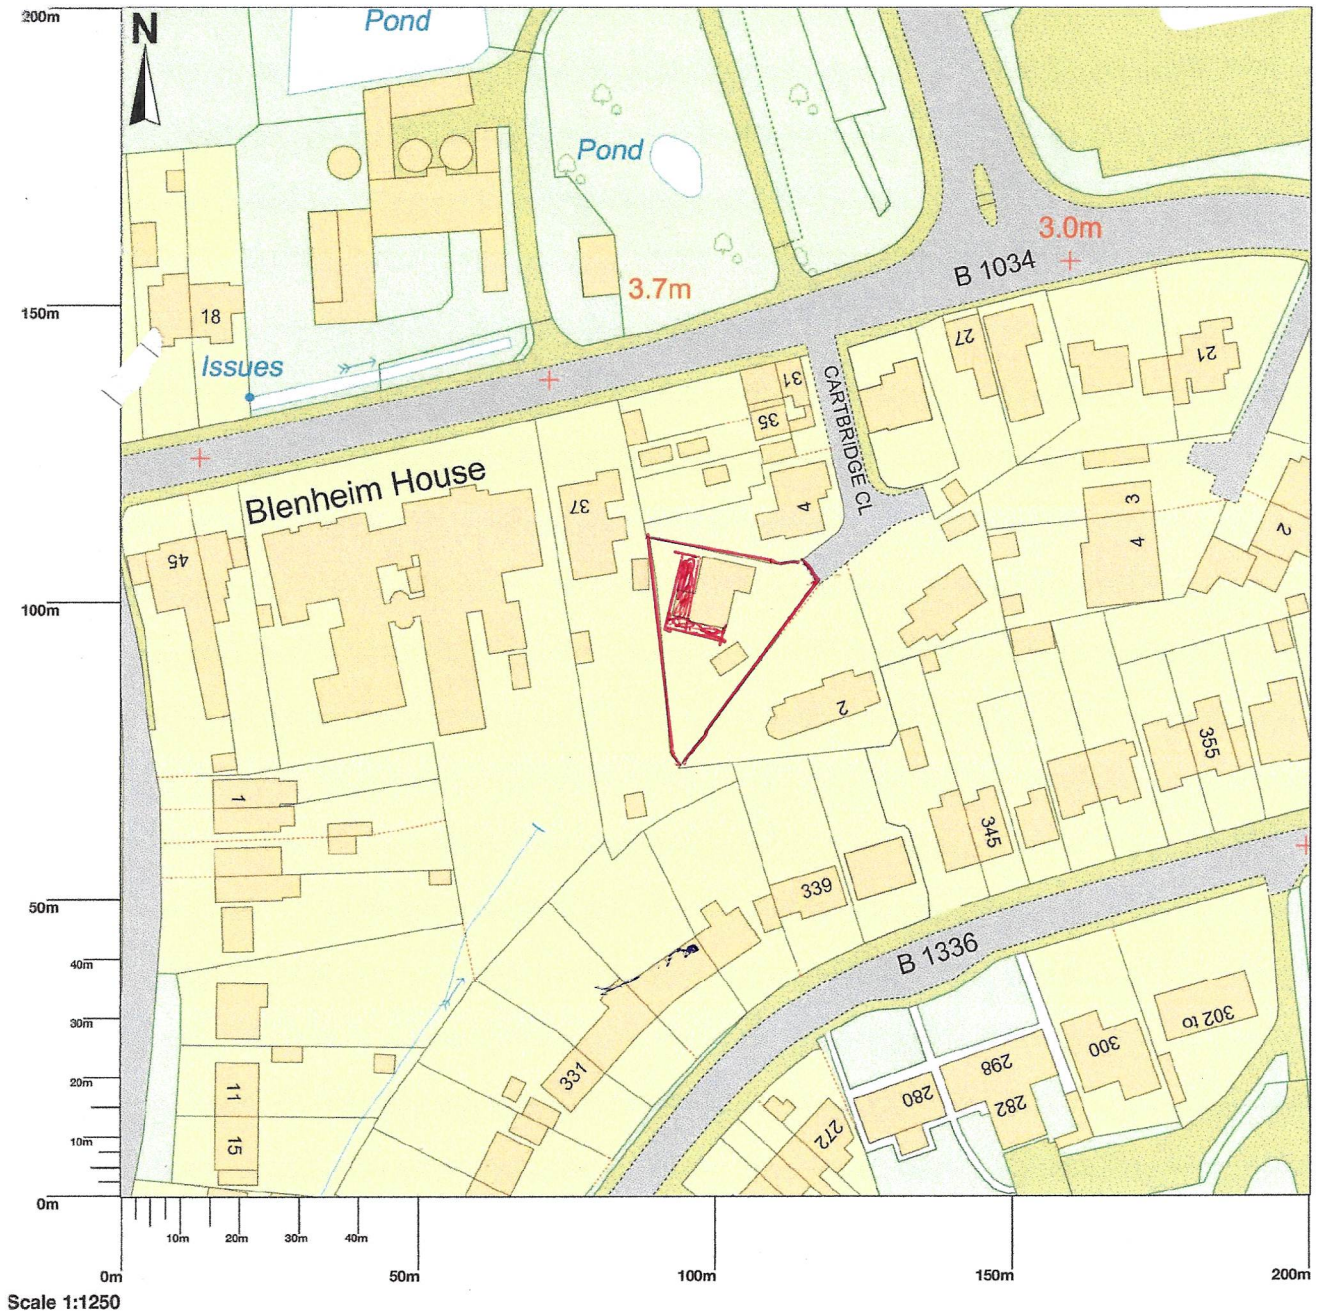 200m
N
Pond
Pond
3.0m
B 1034
3.7m
150m
18
Issues
27
21
31
35
CARTBRIDGE CL
Blenheim House
37
4
45
3
4
2
100m
2
355
1
345
339
50m
B 1336
40m
302 to
30m
300
331
298
20m
280
282
11
272
10m
15
0m
10m
20m
30m
40m
0m
50m
100m
150m
200m
Scale 1:1250